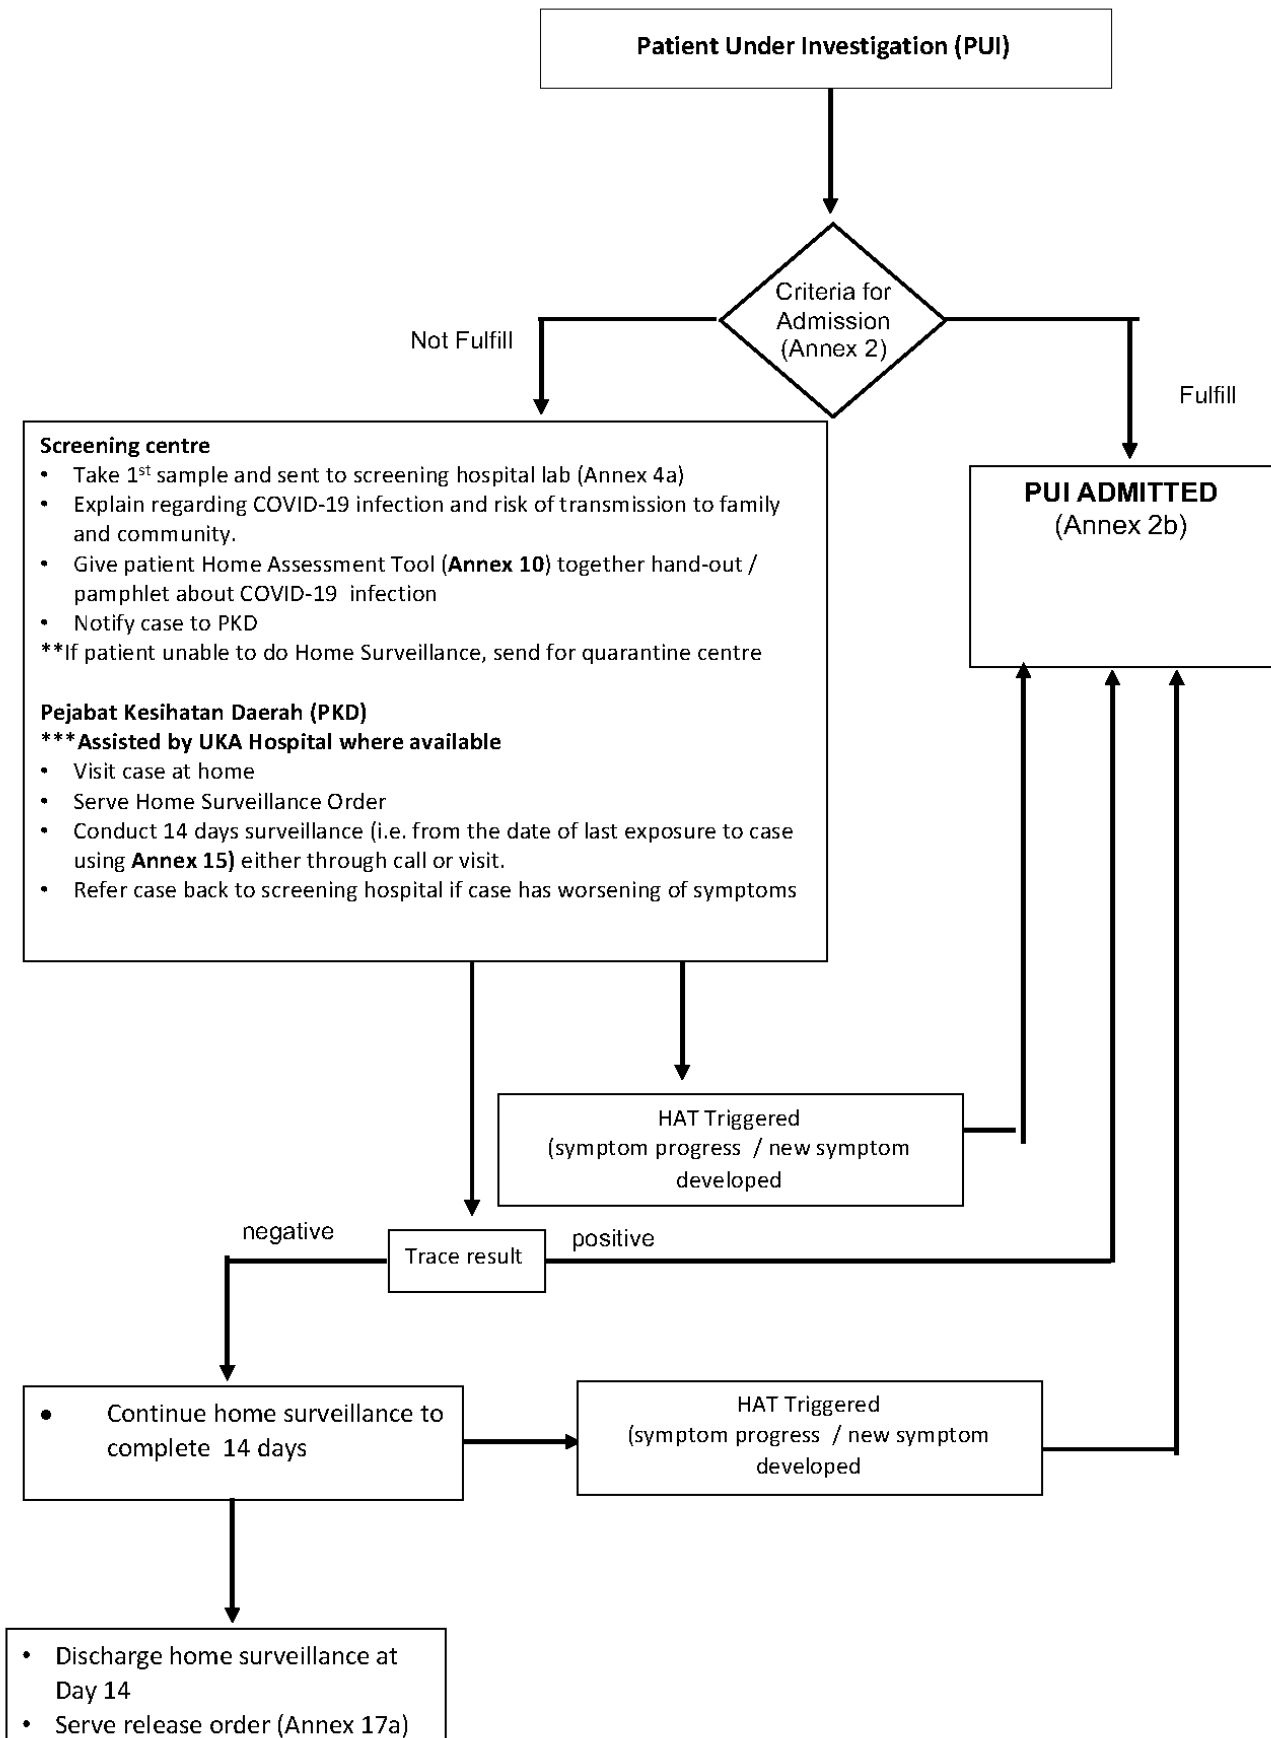 Patient Under Investigation (PUI)
Criteria for
Admission
(Annex 2)
Not Fulfill
Fulfill
Screening centre
• Take 1st sample and sent to screening hospital lab (Annex 4a)
• Explain regarding COVID-19 infection and risk of transmission to family
and community.
• Give patient Home Assessment Tool (Annex 10) together hand-out /
pamphlet about COVID-19 infection
• Notify case to PKD
**If patient unable to do Home Surveillance, send for quarantine centre
Pejabat Kesihatan Daerah (PKD)
***Assisted by UKA Hospital where available
• Visit case at home
• Serve Home Surveillance Order
• Conduct 14 days surveillance (i.e. from the date of last exposure to case
using Annex 15) either through call or visit.
• Refer case back to screening hospital if case has worsening of symptoms
PUI ADMITTED
(Annex 2b)
HAT Triggered
(symptom progress / new symptom
developed
negative
Trace result
positive
• Continue home surveillance to
complete 14 days
HAT Triggered
(symptom progress / new symptom
developed
• Discharge home surveillance at
Day 14
• Serve release order (Annex 17a)